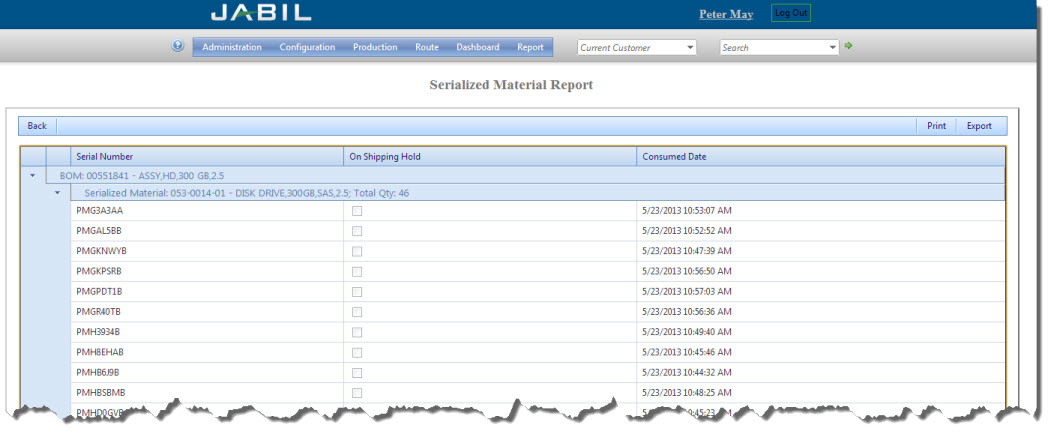 JABIL
Peter May Log Out
? Administration Configuration Production Route Dashboard Report Current Customer Search
Serialized Material Report
Back Print Export
Serial Number On Shipping Hold Consumed Date
BOM: 00551841 - ASSY,HD,300 GB,2.5
Serialized Material: 053-0014-01 - DISK DRIVE,300GB,SAS,2.5; Total Qty: 46
PMG3A3AA 5/23/2013 10:53:07 AM
PMGAL5BB 5/23/2013 10:52:52 AM
PMGKNWYB 5/23/2013 10:47:39 AM
PMGKPSRB 5/23/2013 10:56:50 AM
PMGPDT1B 5/23/2013 10:57:03 AM
PMGR40TB 5/23/2013 10:56:36 AM
PMH3934B 5/23/2013 10:49:40 AM
PMH8EHAB 5/23/2013 10:45:46 AM
PMHB6J9B 5/23/2013 10:44:32 AM
PMHBSBMB 5/23/2013 10:48:25 AM
PMHD0GVB AM